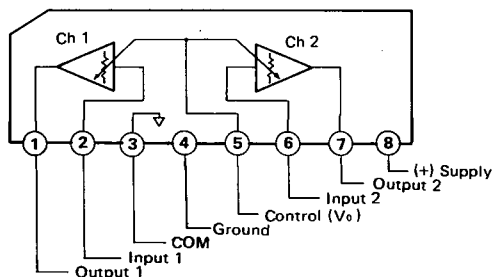 Ch 1
Ch 2
1 2 3 4 5 6 7 8
(+) Supply
Output 2
Input 2
Control (V₀)
Ground
COM
Input 1
Output 1